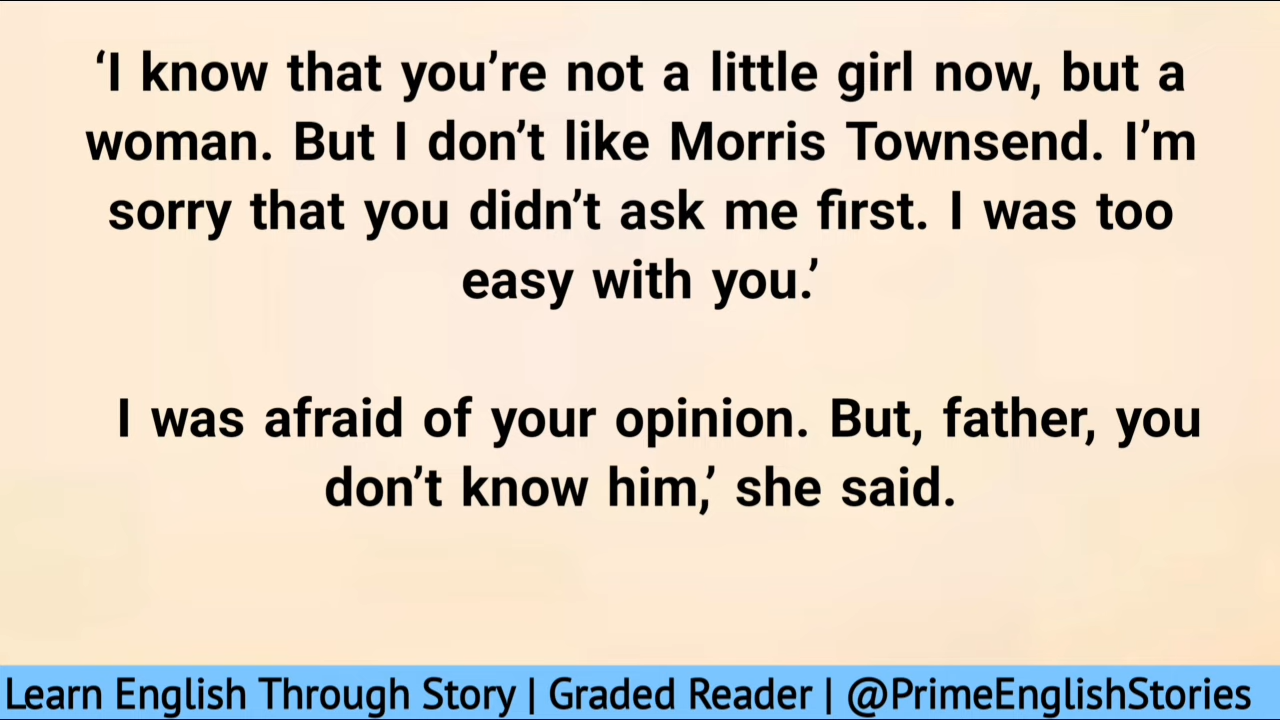 ‘I know that you’re not a little girl now, but a
woman. But I don’t like Morris Townsend. I’m
sorry that you didn’t ask me first. I was too
easy with you.’
I was afraid of your opinion. But, father, you
don’t know him,’ she said.
Learn English Through Story | Graded Reader | @PrimeEnglishStories